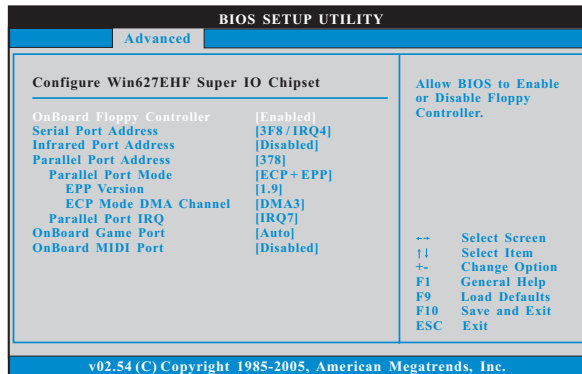 BIOS SETUP UTILITY
Advanced
Configure Win627EHF Super IO Chipset
OnBoard Floppy Controller [Enabled]
Serial Port Address [3F8 / IRQ4]
Infrared Port Address [Disabled]
Parallel Port Address [378]
Parallel Port Mode [ECP + EPP]
EPP Version [1.9]
ECP Mode DMA Channel [DMA3]
Parallel Port IRQ [IRQ7]
OnBoard Game Port [Auto]
OnBoard MIDI Port [Disabled]
Allow BIOS to Enable
or Disable Floppy
Controller.
←→ Select Screen
↑↓ Select Item
+- Change Option
F1 General Help
F9 Load Defaults
F10 Save and Exit
ESC Exit
v02.54 (C) Copyright 1985-2005, American Megatrends, Inc.